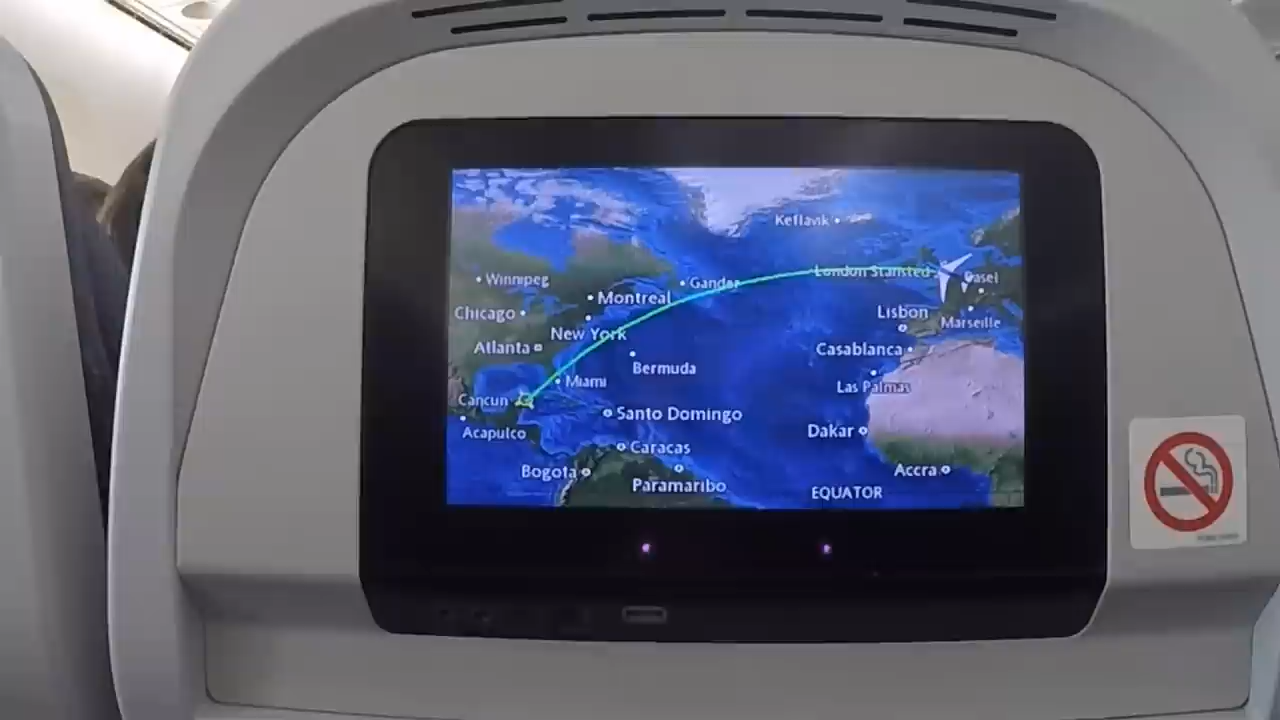 Keflavik
London Stansted
Basel
Winnipeg
Gander
Montreal
Chicago
Lisbon
Marseille
New York
Atlanta
Casablanca
Bermuda
Miami
Las Palmas
Cancun
Santo Domingo
Acapulco
Dakar
Caracas
Bogota
Accra
Paramaribo
EQUATOR